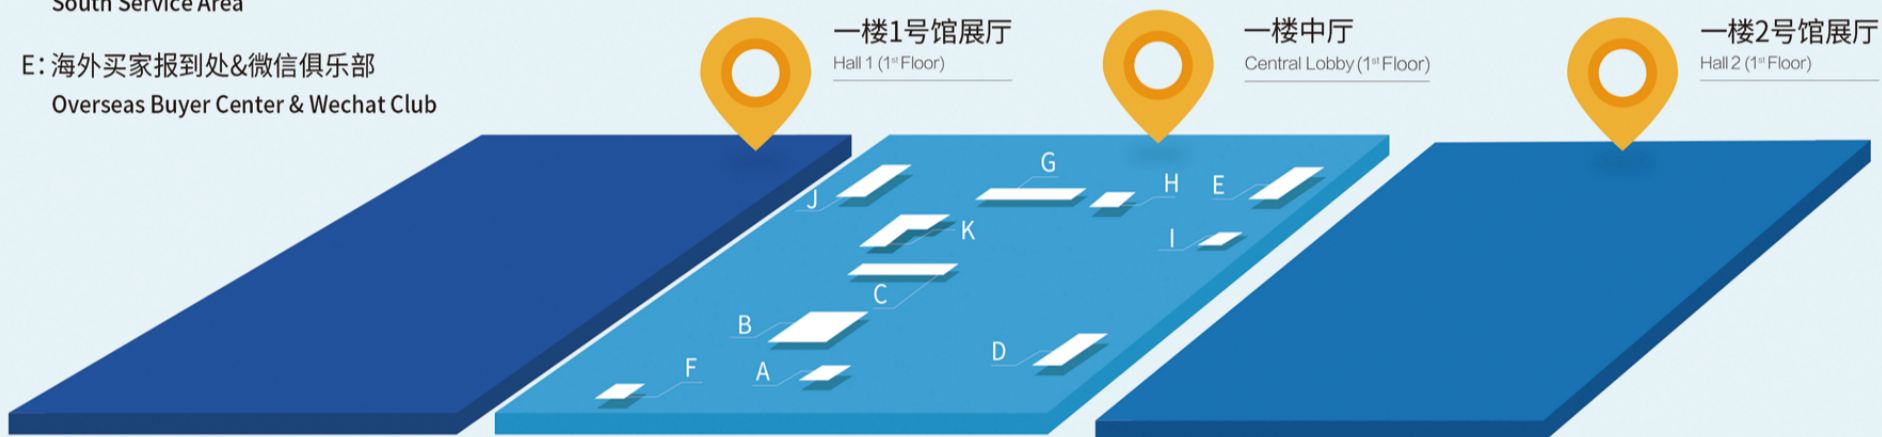 South Service Area
E：海外买家报到处&微信俱乐部
Overseas Buyer Center & Wechat Club
一楼1号馆展厅
Hall 1 (1st Floor)
一楼中厅
Central Lobby (1st Floor)
一楼2号馆展厅
Hall 2 (1st Floor)
G
J
H
E
K
I
C
B
D
F
A